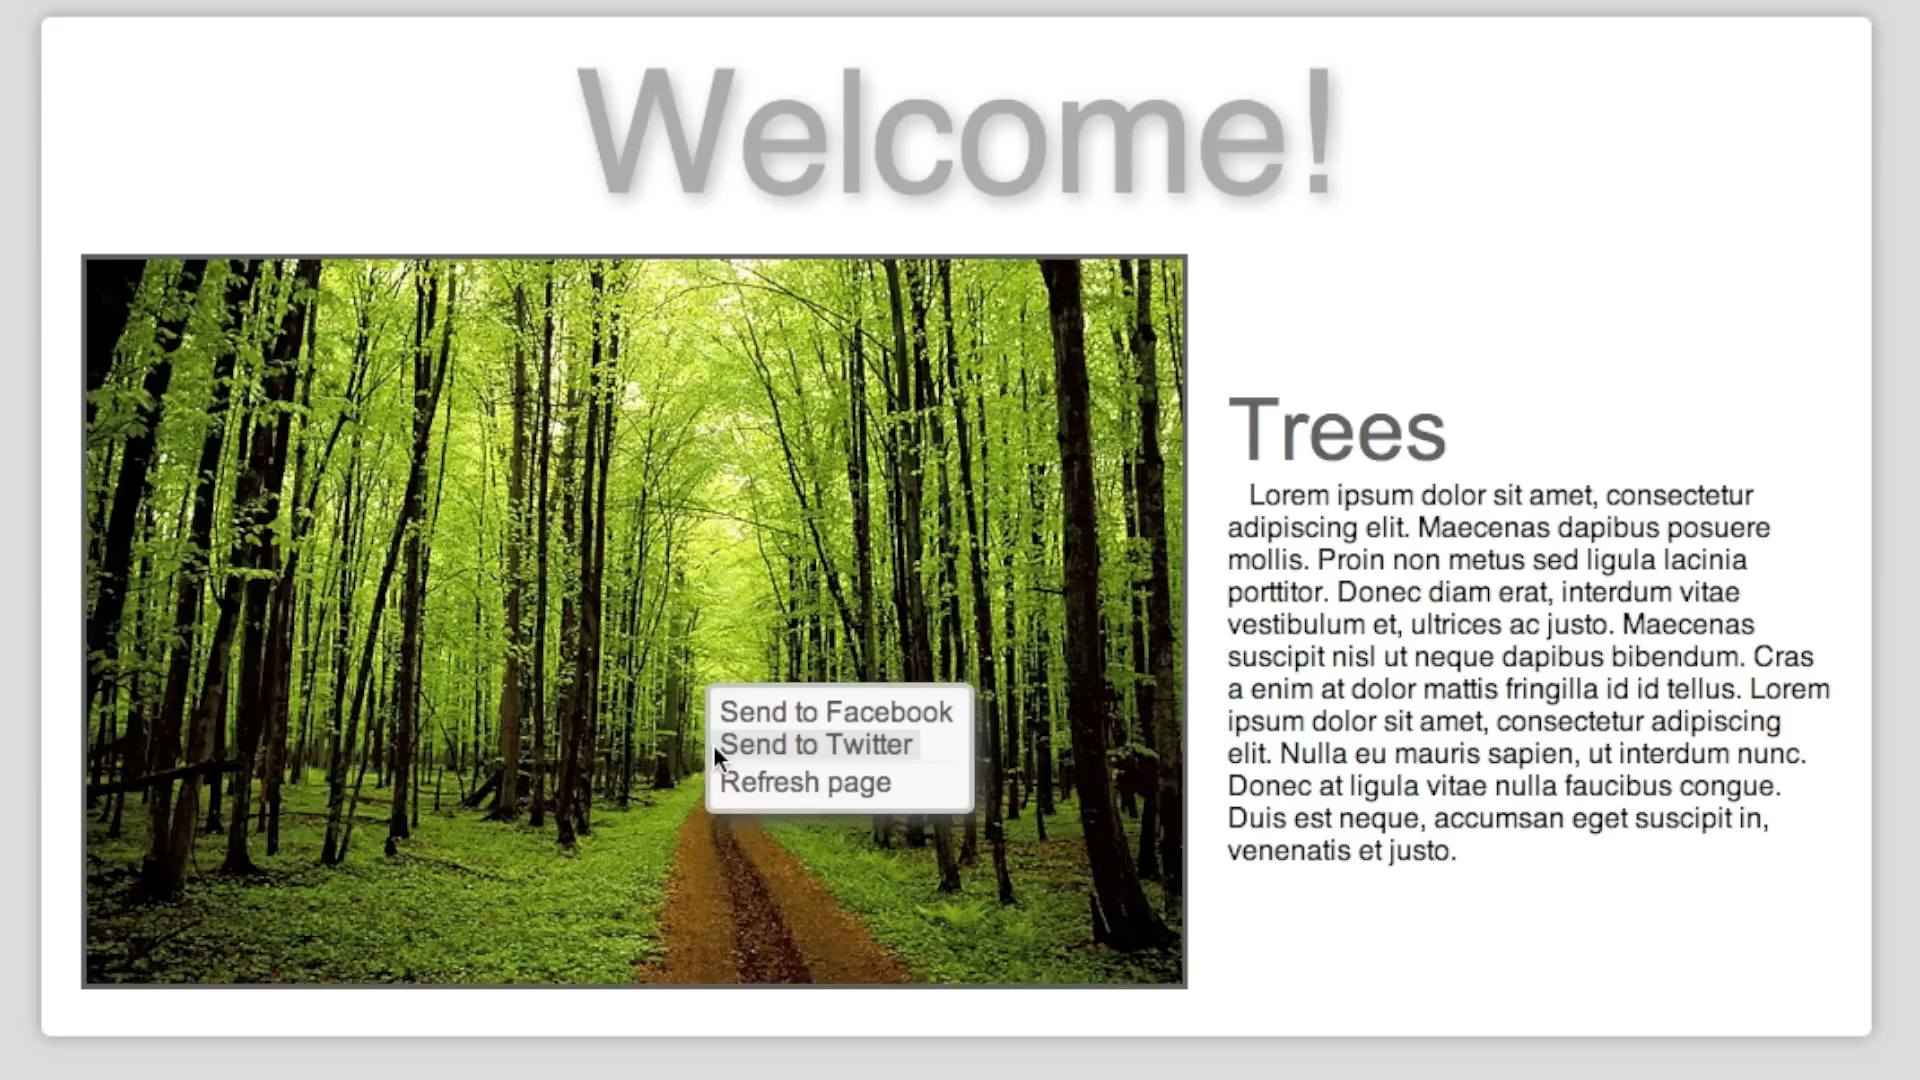 Welcome!
Trees
Lorem ipsum dolor sit amet, consectetur
adipiscing elit. Maecenas dapibus posuere
mollis. Proin non metus sed ligula lacinia
porttitor. Donec diam erat, interdum vitae
vestibulum et, ultrices ac justo. Maecenas
suscipit nisl ut neque dapibus bibendum. Cras
a enim at dolor mattis fringilla id id tellus. Lorem
ipsum dolor sit amet, consectetur adipiscing
elit. Nulla eu mauris sapien, ut interdum nunc.
Donec at ligula vitae nulla faucibus congue.
Duis est neque, accumsan eget suscipit in,
venenatis et justo.
Send to Facebook
Send to Twitter
Refresh page